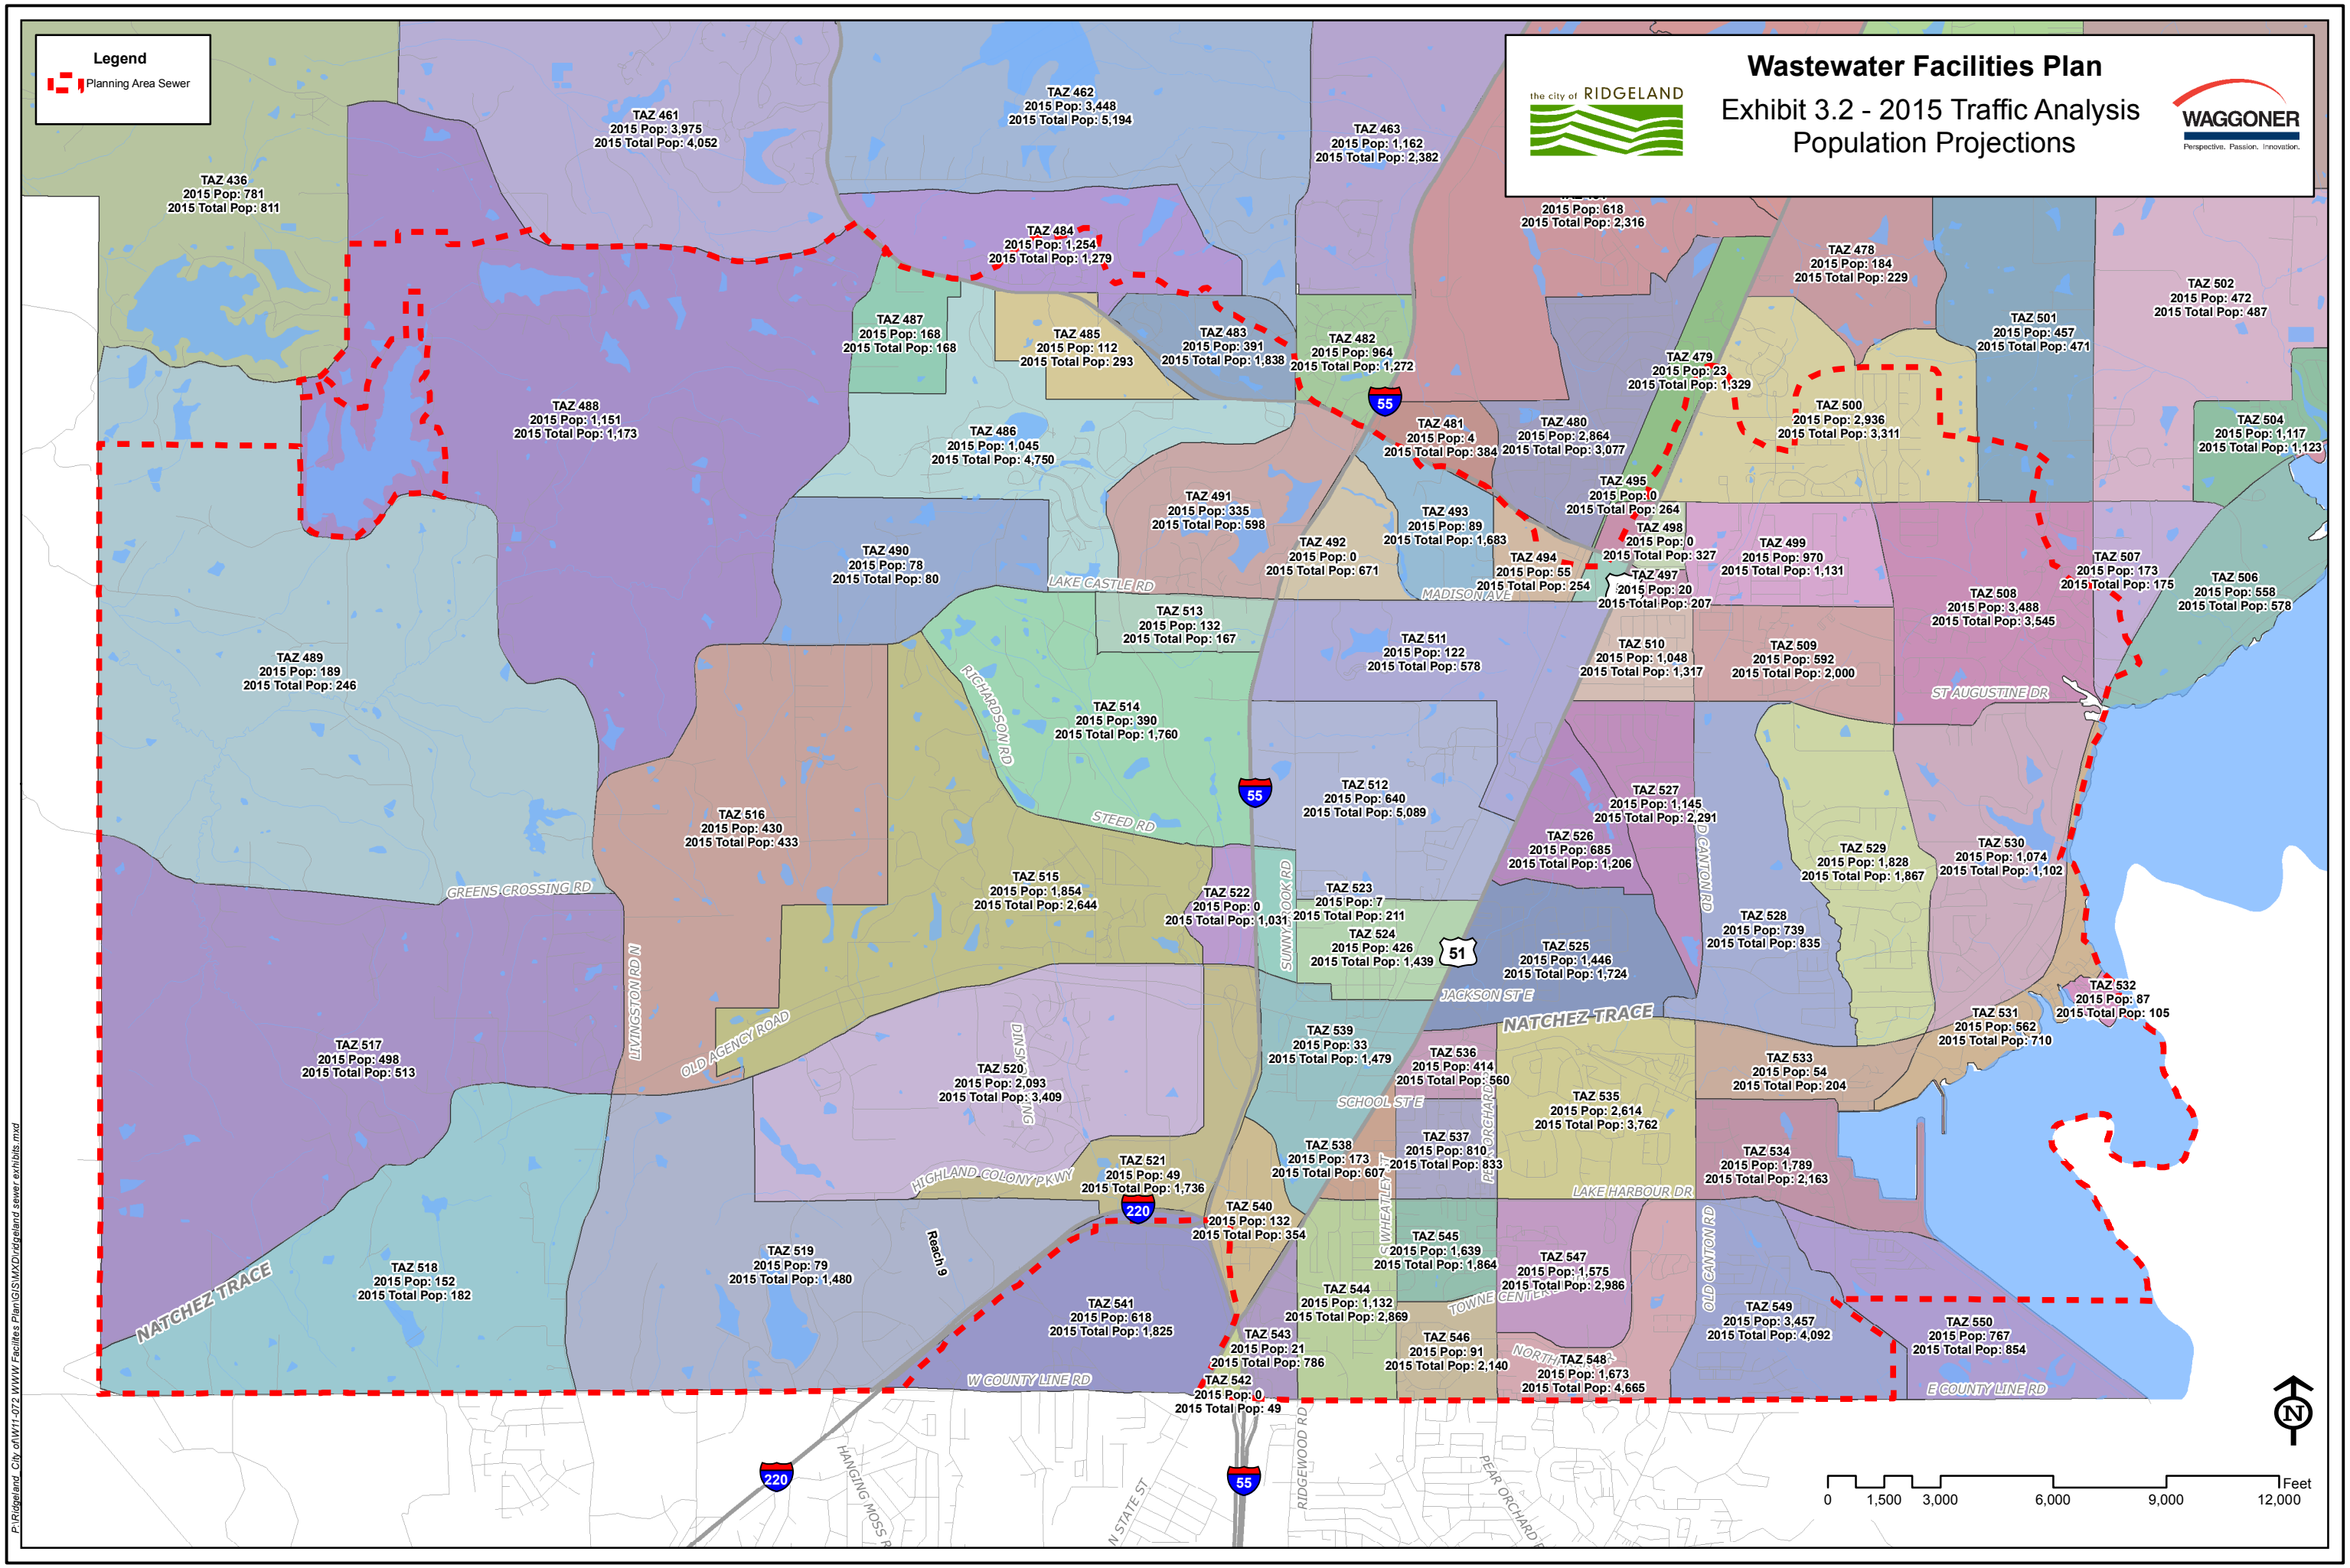 Legend
Planning Area Sewer
Wastewater Facilities Plan
Exhibit 3.2 - 2015 Traffic Analysis
Population Projections
the city of RIDGELAND
WAGGONER
Perspective. Passion. Innovation.
TAZ 436
2015 Pop: 781
2015 Total Pop: 811
TAZ 461
2015 Pop: 3,975
2015 Total Pop: 4,052
TAZ 462
2015 Pop: 3,448
2015 Total Pop: 5,194
TAZ 463
2015 Pop: 1,162
2015 Total Pop: 2,382
2015 Pop: 618
2015 Total Pop: 2,316
TAZ 484
2015 Pop: 1,254
2015 Total Pop: 1,279
TAZ 478
2015 Pop: 184
2015 Total Pop: 229
TAZ 502
2015 Pop: 472
2015 Total Pop: 487
TAZ 501
2015 Pop: 457
2015 Total Pop: 471
TAZ 487
2015 Pop: 168
2015 Total Pop: 168
TAZ 485
2015 Pop: 112
2015 Total Pop: 293
TAZ 483
2015 Pop: 391
2015 Total Pop: 1,838
TAZ 482
2015 Pop: 964
2015 Total Pop: 1,272
TAZ 479
2015 Pop: 23
2015 Total Pop: 1,329
55
TAZ 488
2015 Pop: 1,151
2015 Total Pop: 1,173
TAZ 486
2015 Pop: 1,045
2015 Total Pop: 4,750
TAZ 481
2015 Pop: 4
2015 Total Pop: 384
TAZ 480
2015 Pop: 2,864
2015 Total Pop: 3,077
TAZ 500
2015 Pop: 2,936
2015 Total Pop: 3,311
TAZ 504
2015 Pop: 1,117
2015 Total Pop: 1,123
TAZ 491
2015 Pop: 335
2015 Total Pop: 598
TAZ 493
2015 Pop: 89
2015 Total Pop: 1,683
TAZ 495
2015 Pop: 0
2015 Total Pop: 264
TAZ 498
2015 Pop: 0
2015 Total Pop: 327
TAZ 490
2015 Pop: 78
2015 Total Pop: 80
TAZ 492
2015 Pop: 0
2015 Total Pop: 671
TAZ 494
2015 Pop: 55
2015 Total Pop: 254
TAZ 499
2015 Pop: 970
2015 Total Pop: 1,131
TAZ 507
2015 Pop: 173
2015 Total Pop: 175
TAZ 506
2015 Pop: 558
2015 Total Pop: 578
TAZ 497
2015 Pop: 20
2015 Total Pop: 207
LAKE CASTLE RD
MADISON AVE
TAZ 508
2015 Pop: 3,488
2015 Total Pop: 3,545
TAZ 513
2015 Pop: 132
2015 Total Pop: 167
TAZ 511
2015 Pop: 122
2015 Total Pop: 578
TAZ 510
2015 Pop: 1,048
2015 Total Pop: 1,317
TAZ 509
2015 Pop: 592
2015 Total Pop: 2,000
TAZ 489
2015 Pop: 189
2015 Total Pop: 246
ST AUGUSTINE DR
RICHARDSON RD
TAZ 514
2015 Pop: 390
2015 Total Pop: 1,760
TAZ 512
2015 Pop: 640
2015 Total Pop: 5,089
55
TAZ 527
2015 Pop: 1,145
2015 Total Pop: 2,291
TAZ 516
2015 Pop: 430
2015 Total Pop: 433
STEED RD
TAZ 526
2015 Pop: 685
2015 Total Pop: 1,206
TAZ 529
2015 Pop: 1,828
2015 Total Pop: 1,867
TAZ 530
2015 Pop: 1,074
2015 Total Pop: 1,102
GREENS CROSSING RD
TAZ 515
2015 Pop: 1,854
2015 Total Pop: 2,644
TAZ 522
2015 Pop: 0
2015 Total Pop: 1,031
TAZ 523
2015 Pop: 7
2015 Total Pop: 211
TAZ 528
2015 Pop: 739
2015 Total Pop: 835
TAZ 524
2015 Pop: 426
2015 Total Pop: 1,439
51
TAZ 525
2015 Pop: 1,446
2015 Total Pop: 1,724
LIVINGSTON RD N
JACKSON ST E
NATCHEZ TRACE
TAZ 532
2015 Pop: 87
2015 Total Pop: 105
TAZ 531
2015 Pop: 562
2015 Total Pop: 710
OLD AGENCY ROAD
TAZ 517
2015 Pop: 498
2015 Total Pop: 513
TAZ 539
2015 Pop: 33
2015 Total Pop: 1,479
TAZ 536
2015 Pop: 414
2015 Total Pop: 560
TAZ 533
2015 Pop: 54
2015 Total Pop: 204
TAZ 520
2015 Pop: 2,093
2015 Total Pop: 3,409
SCHOOL ST E
TAZ 535
2015 Pop: 2,614
2015 Total Pop: 3,762
TAZ 538
2015 Pop: 173
2015 Total Pop: 607
TAZ 537
2015 Pop: 810
2015 Total Pop: 833
TAZ 534
2015 Pop: 1,789
2015 Total Pop: 2,163
TAZ 521
2015 Pop: 49
2015 Total Pop: 1,736
HIGHLAND COLONY PKWY
LAKE HARBOUR DR
220
TAZ 540
2015 Pop: 132
2015 Total Pop: 354
Reach 9
TAZ 518
2015 Pop: 152
2015 Total Pop: 182
TAZ 519
2015 Pop: 79
2015 Total Pop: 1,480
TAZ 545
2015 Pop: 1,639
2015 Total Pop: 1,864
TAZ 547
2015 Pop: 1,575
2015 Total Pop: 2,986
OLD CANTON RD
NATCHEZ TRACE
TAZ 541
2015 Pop: 618
2015 Total Pop: 1,825
TAZ 544
2015 Pop: 1,132
2015 Total Pop: 2,869
TAZ 549
2015 Pop: 3,457
2015 Total Pop: 4,092
TAZ 550
2015 Pop: 767
2015 Total Pop: 854
TAZ 543
2015 Pop: 21
2015 Total Pop: 786
TAZ 546
2015 Pop: 91
2015 Total Pop: 2,140
TAZ 548
2015 Pop: 1,673
2015 Total Pop: 4,665
W COUNTY LINE RD
TAZ 542
2015 Pop: 0
2015 Total Pop: 49
E COUNTY LINE RD
RIDGEWOOD RD
N STATE ST
220
55
N
Feet
0 1,500 3,000 6,000 9,000 12,000
P:\Ridgeland_City of\W11-072 WW Facilites Plan\GIS\MXD\ridgeland sewer exhibits.mxd